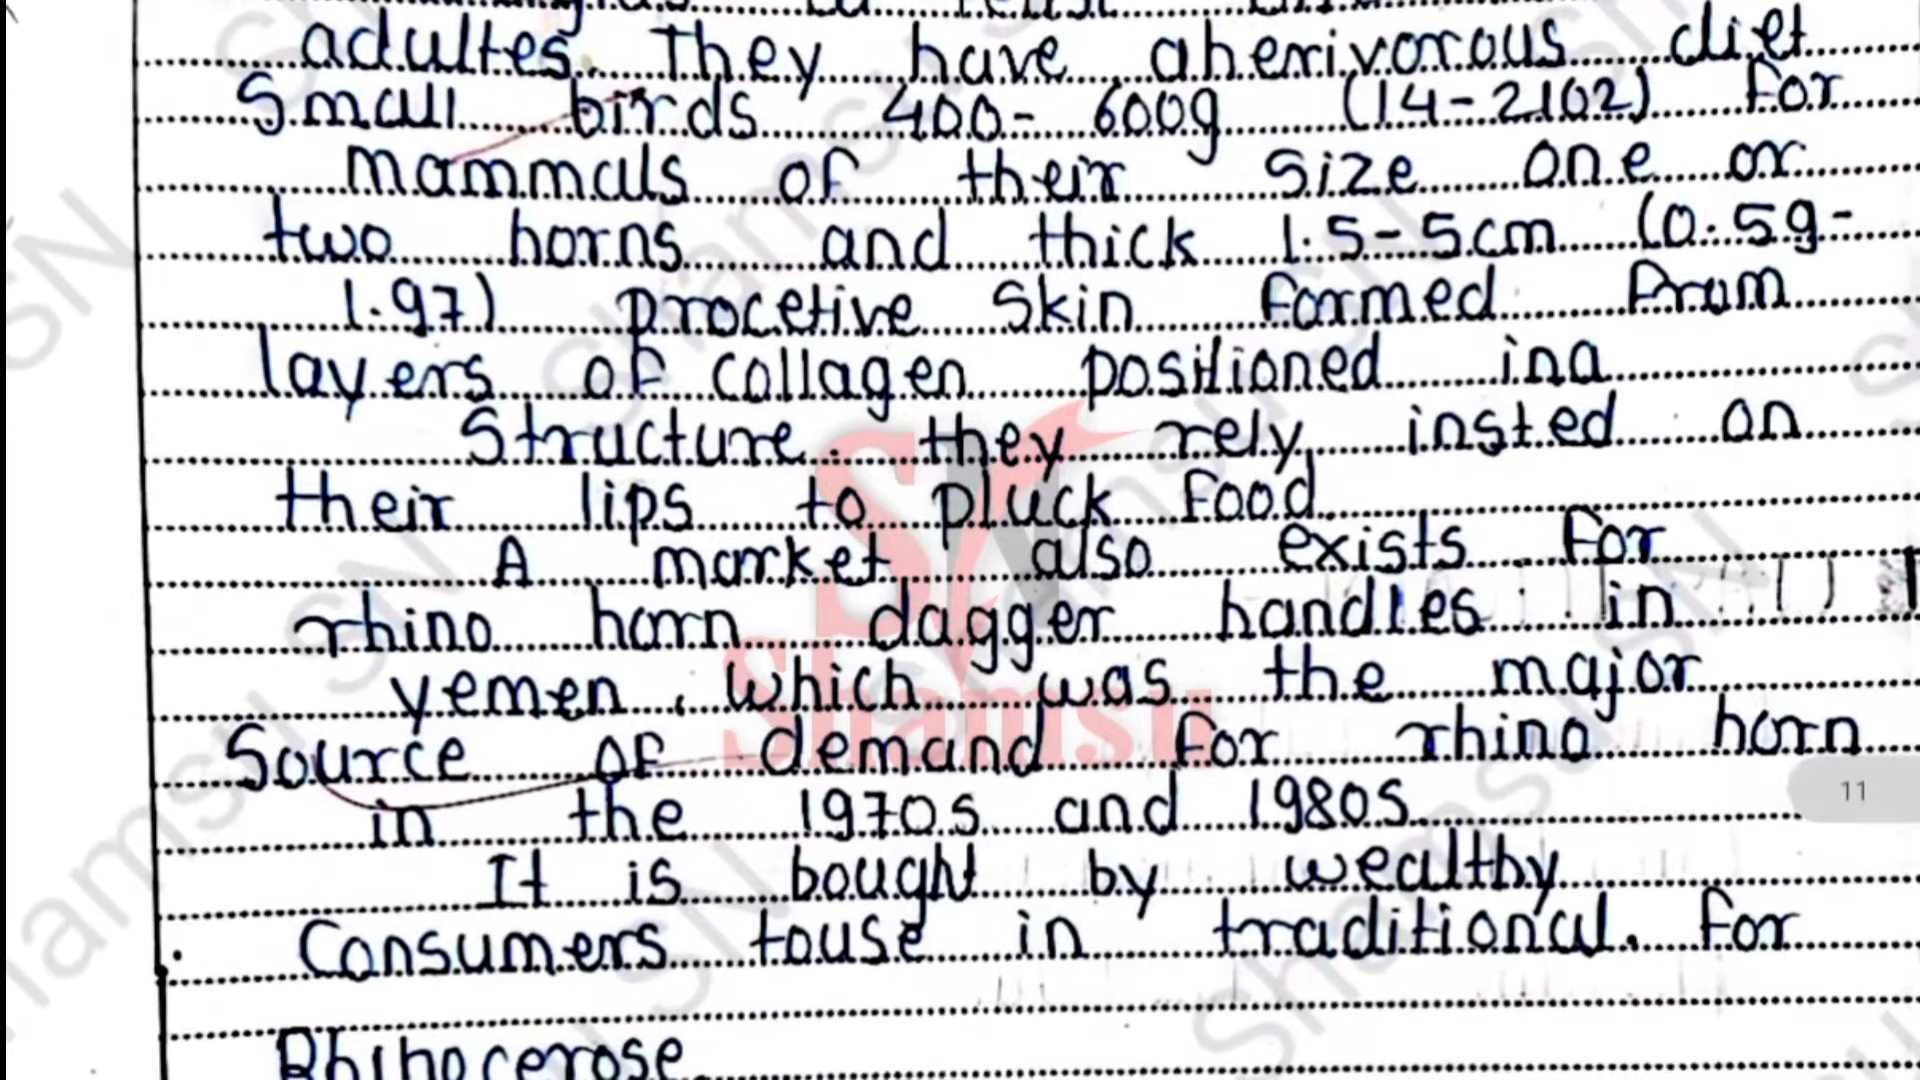 adultes. They have aherivorous diet
Small birds 400- 600g (14-2102) for
mammals of their size one or
two horns and thick 1.5-5cm (0.59-
1.97) procetive skin formed from
layers of collagen positioned ina
Structure. they rely insted on
their lips to pluck food
A market also exists for
rhino horn dagger handles in
yemen, which was the major
Source of demand for rhino horn
in the 1970s and 1980s
11
It is bought by wealthy
Consumers touse in traditional. For
Rhinocerose
SN
Shamsu